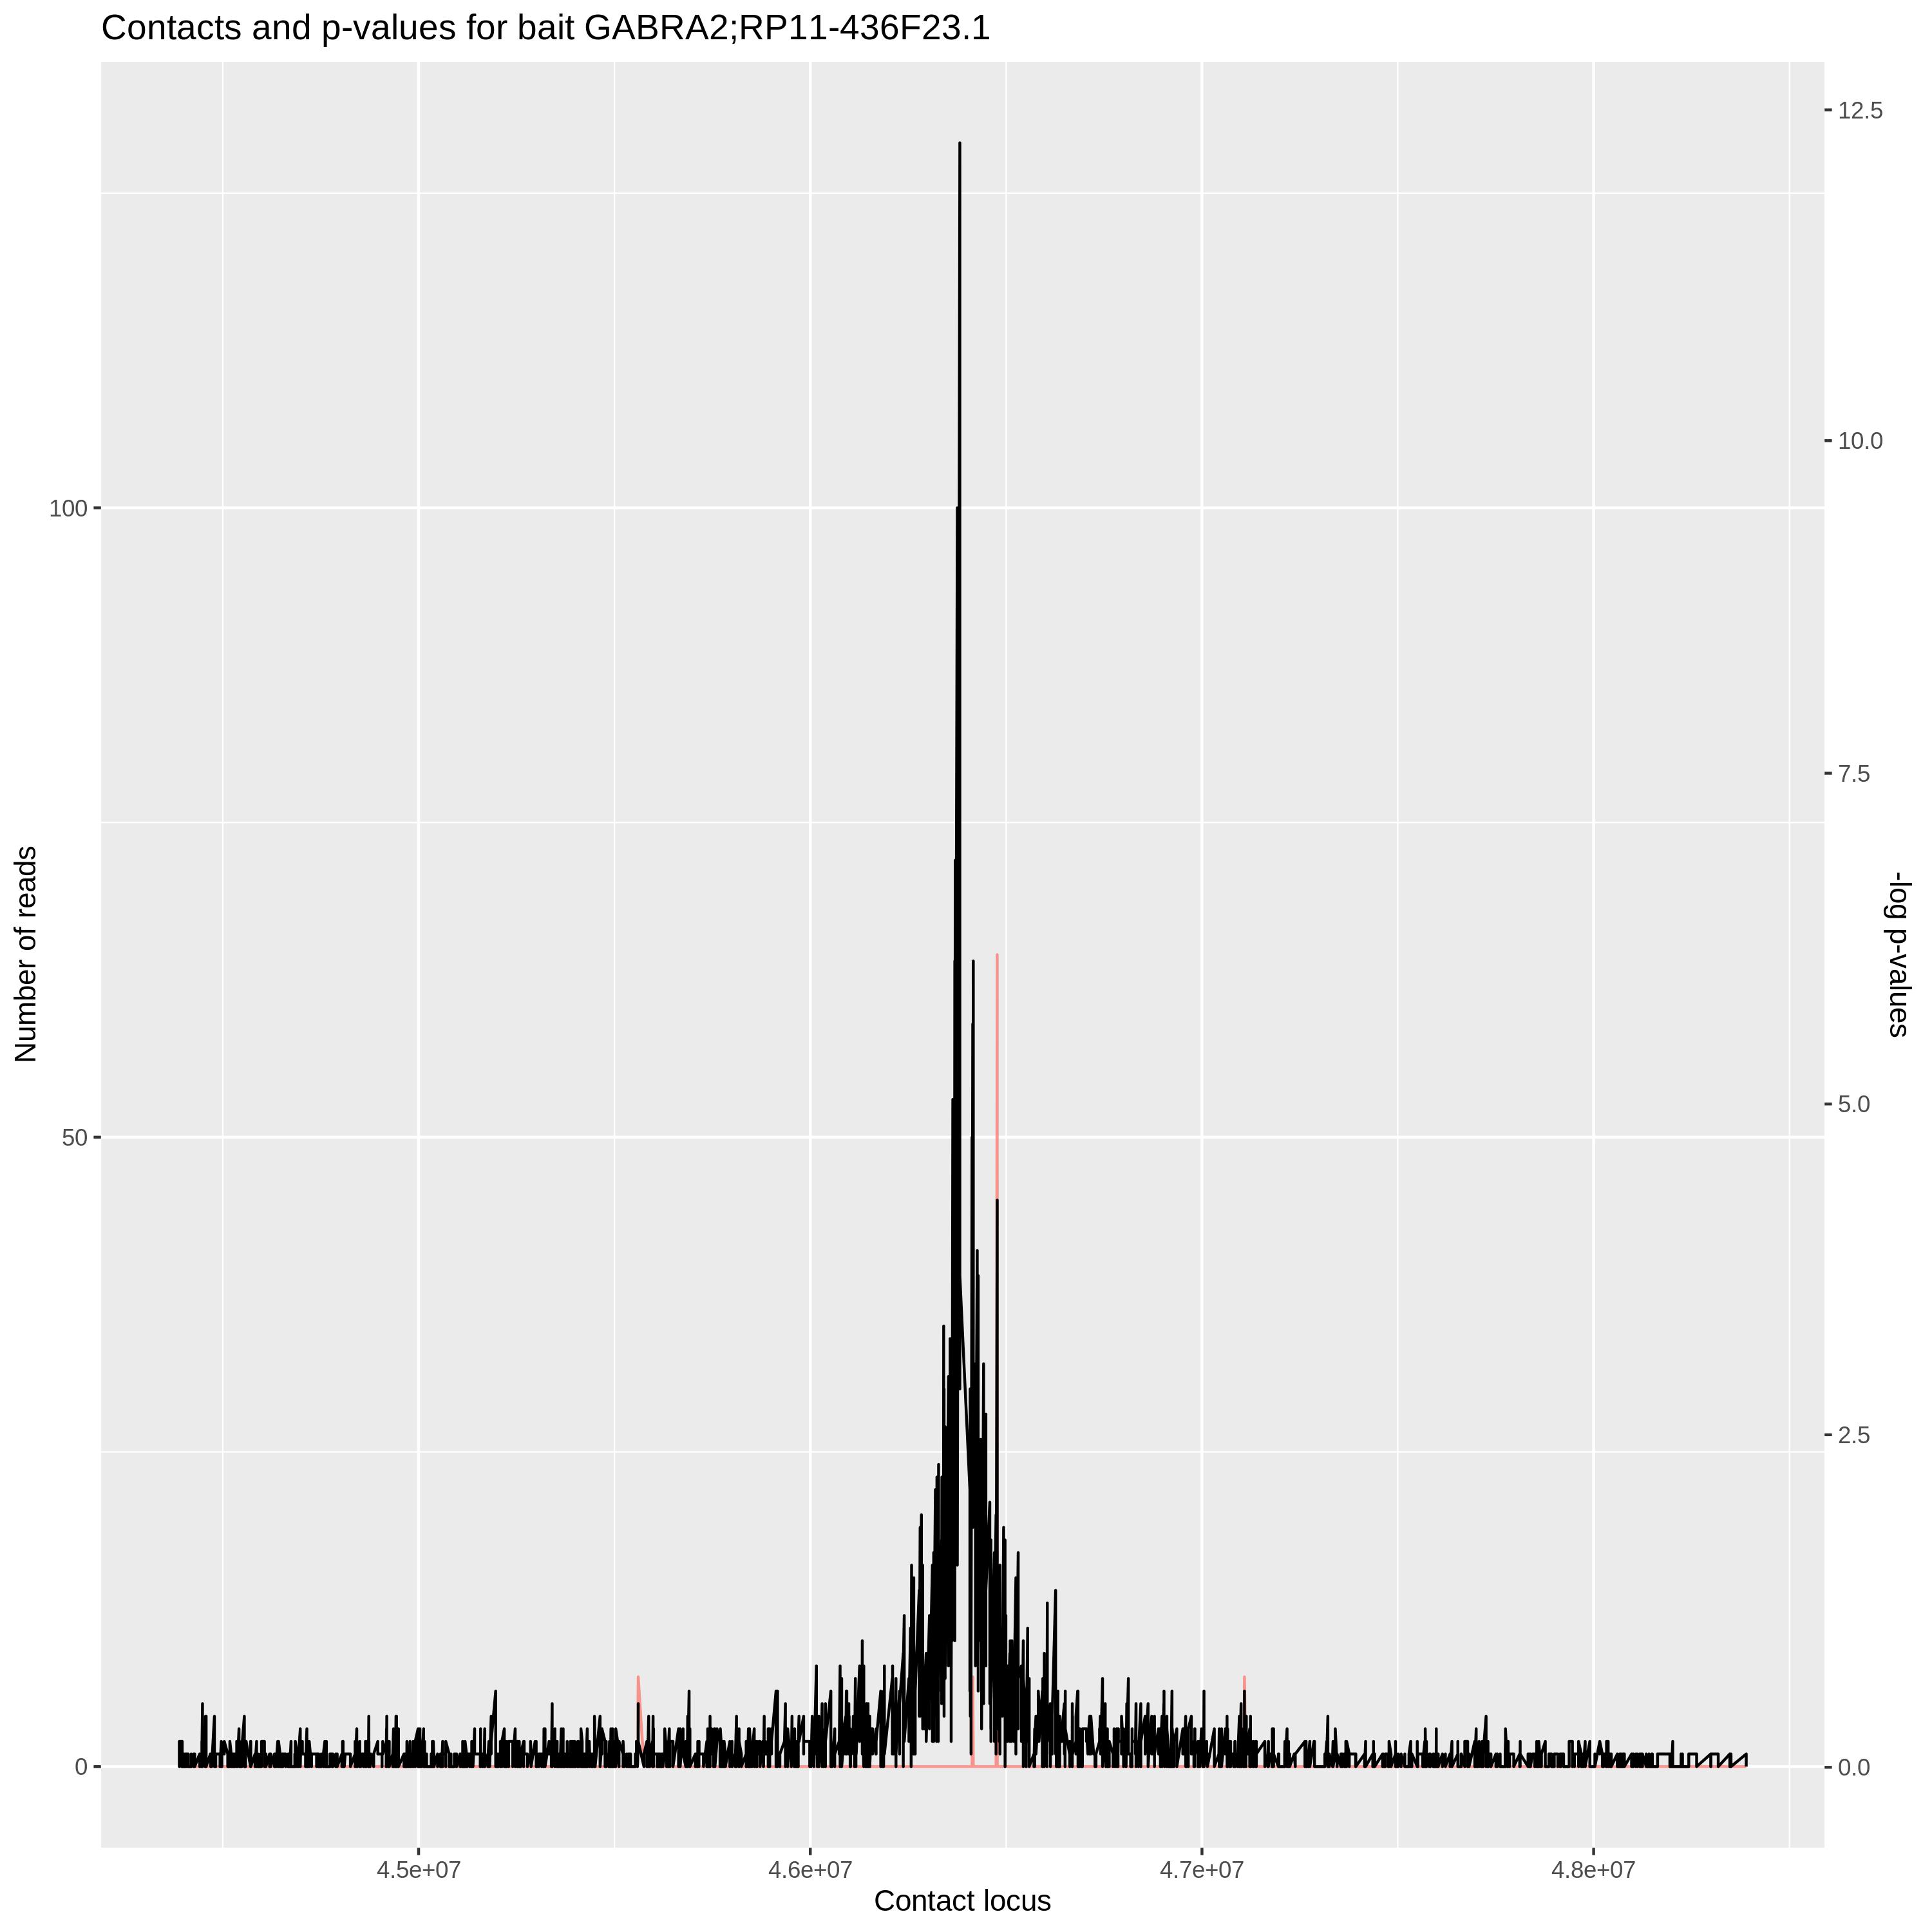 Contacts and p-values for bait GABRA2;RP11-436F23.1
Number of reads
100
50
0
12.5
10.0
7.5
5.0
2.5
0.0
-log p-values
4.5e+07
4.6e+07
4.7e+07
4.8e+07
Contact locus